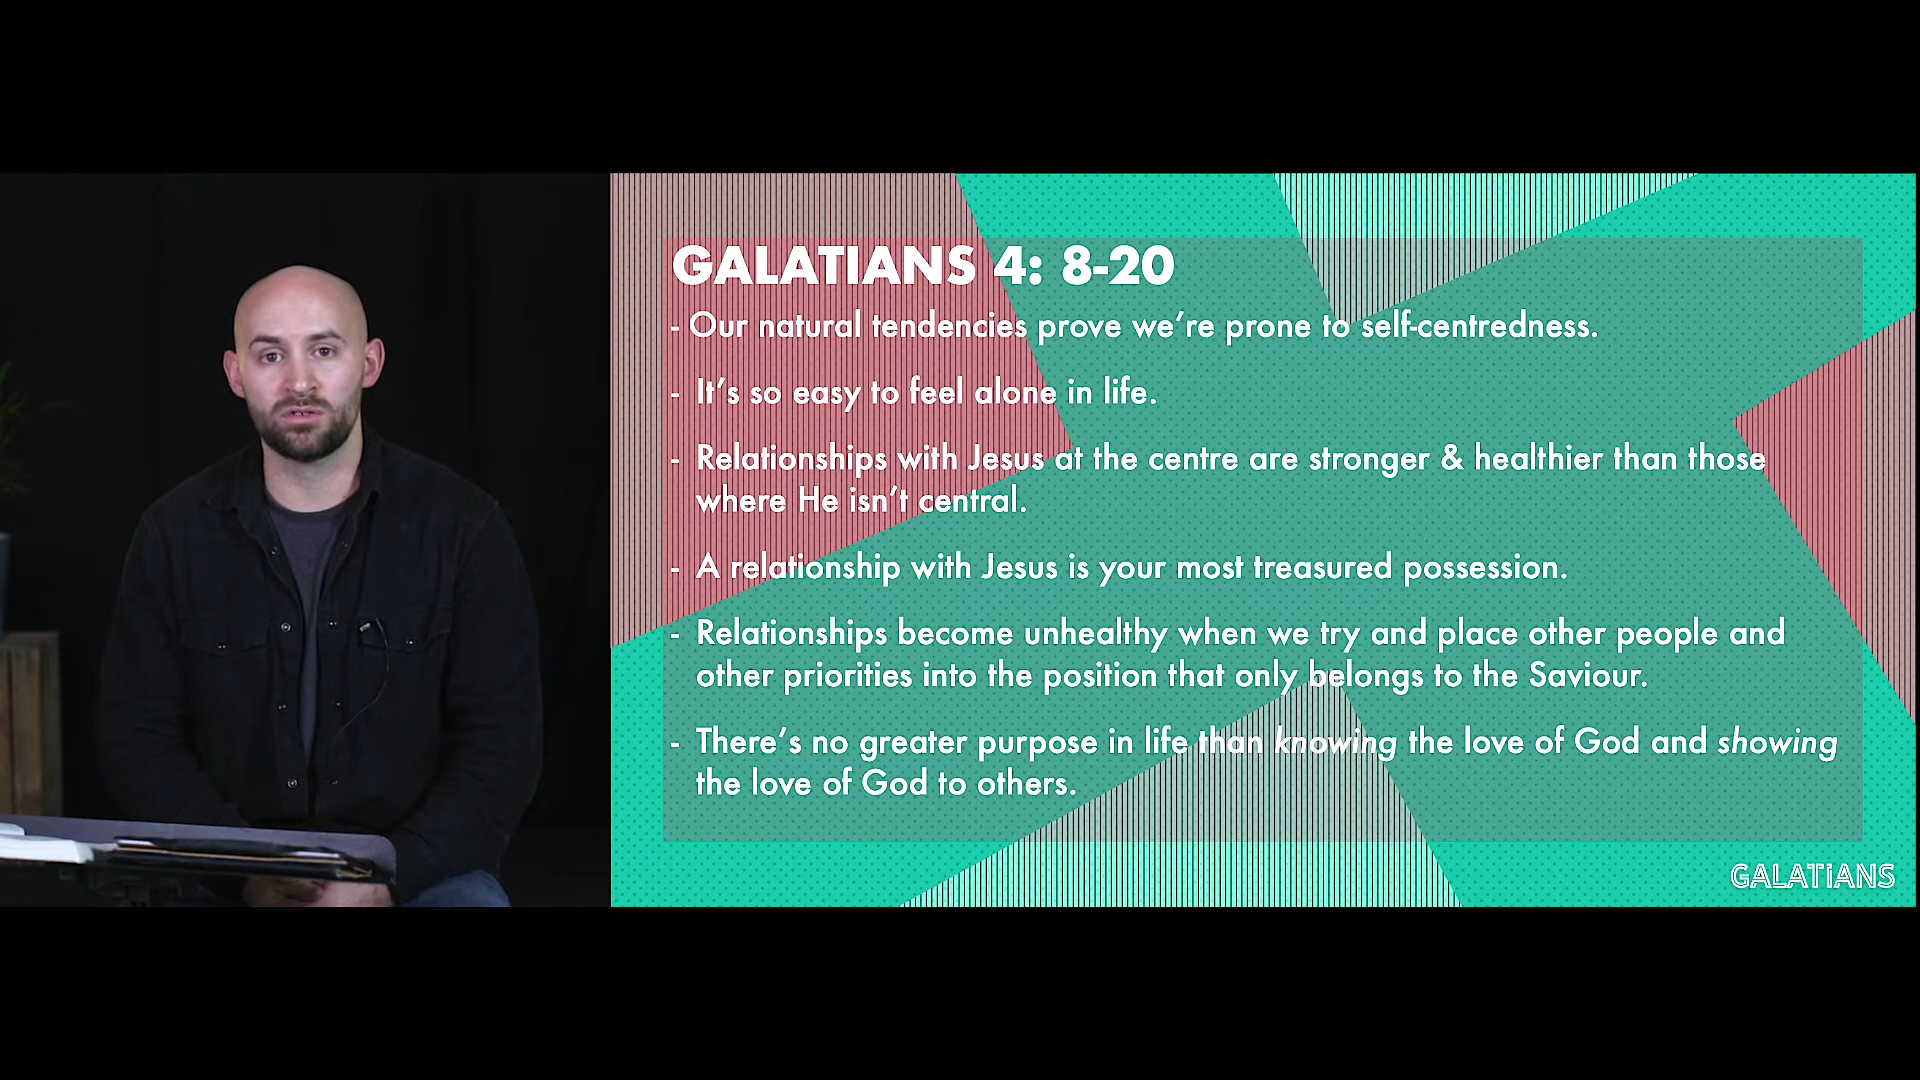 GALATIANS 4: 8-20
- Our natural tendencies prove we're prone to self-centredness.
- It's so easy to feel alone in life.
- Relationships with Jesus at the centre are stronger & healthier than those
where He isn't central.
- A relationship with Jesus is your most treasured possession.
- Relationships become unhealthy when we try and place other people and
other priorities into the position that only belongs to the Saviour.
- There's no greater purpose in life than knowing the love of God and showing
the love of God to others.
GALATiANS